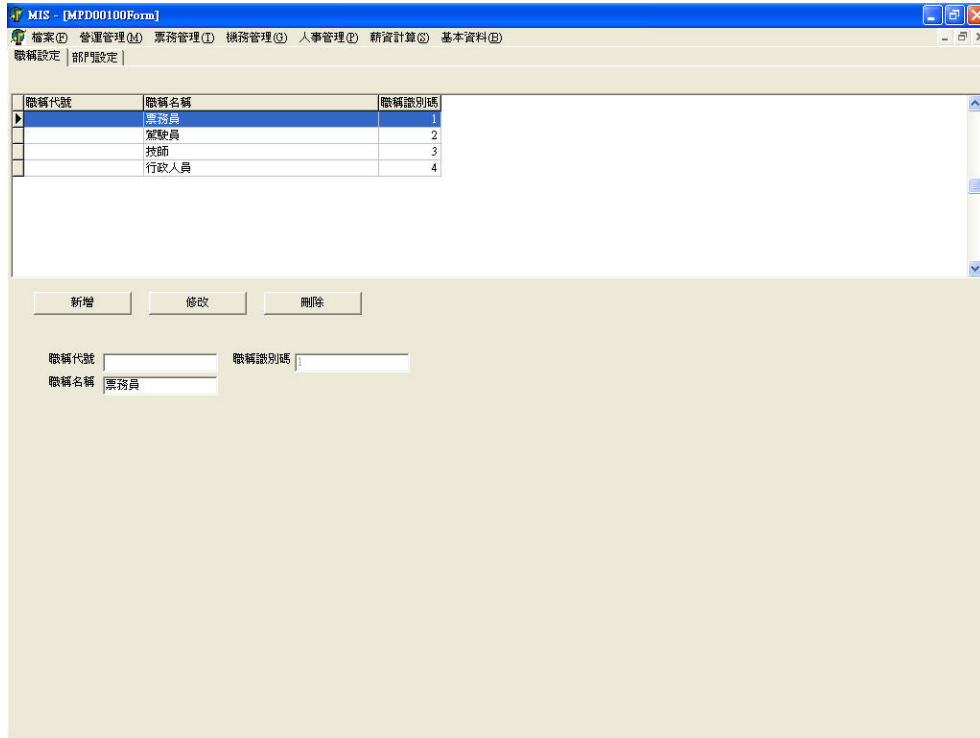 MIS - [MPD00100Form]
檔案(F) 營運管理(M) 票務管理(T) 機務管理(G) 人事管理(P) 薪資計算(S) 基本資料(B)
職稱設定 部門設定
職稱代號 職稱名稱 職稱識別碼
票務員 1
駕駛員 2
技師 3
行政人員 4
新增 修改 刪除
職稱代號 職稱識別碼 1
職稱名稱 票務員